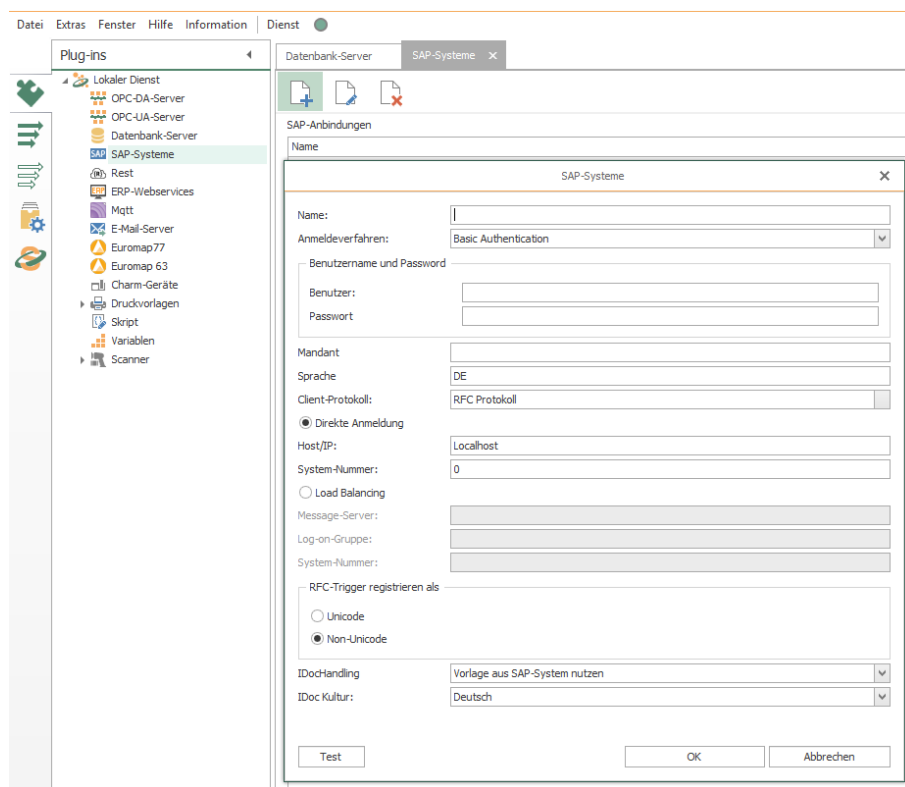 Datei Extras Fenster Hilfe Information Dienst
Plug-ins
Lokaler Dienst
OPC-DA-Server
OPC-UA-Server
Datenbank-Server
SAP SAP-Systeme
Rest
ERP ERP-Webservices
Mqtt
E-Mail-Server
Euromap77
Euromap 63
Charm-Geräte
Druckvorlagen
Skript
Variablen
Scanner
Datenbank-Server SAP-Systeme
SAP-Anbindungen
Name
SAP-Systeme
Name:
Anmeldeverfahren: Basic Authentication
Benutzername und Password
Benutzer:
Passwort
Mandant
Sprache DE
Client-Protokoll: RFC Protokoll
Direkte Anmeldung
Host/IP: Localhost
System-Nummer: 0
Load Balancing
Message-Server:
Log-on-Gruppe:
System-Nummer:
RFC-Trigger registrieren als
Unicode
Non-Unicode
IDocHandling Vorlage aus SAP-System nutzen
IDoc Kultur: Deutsch
Test OK Abbrechen